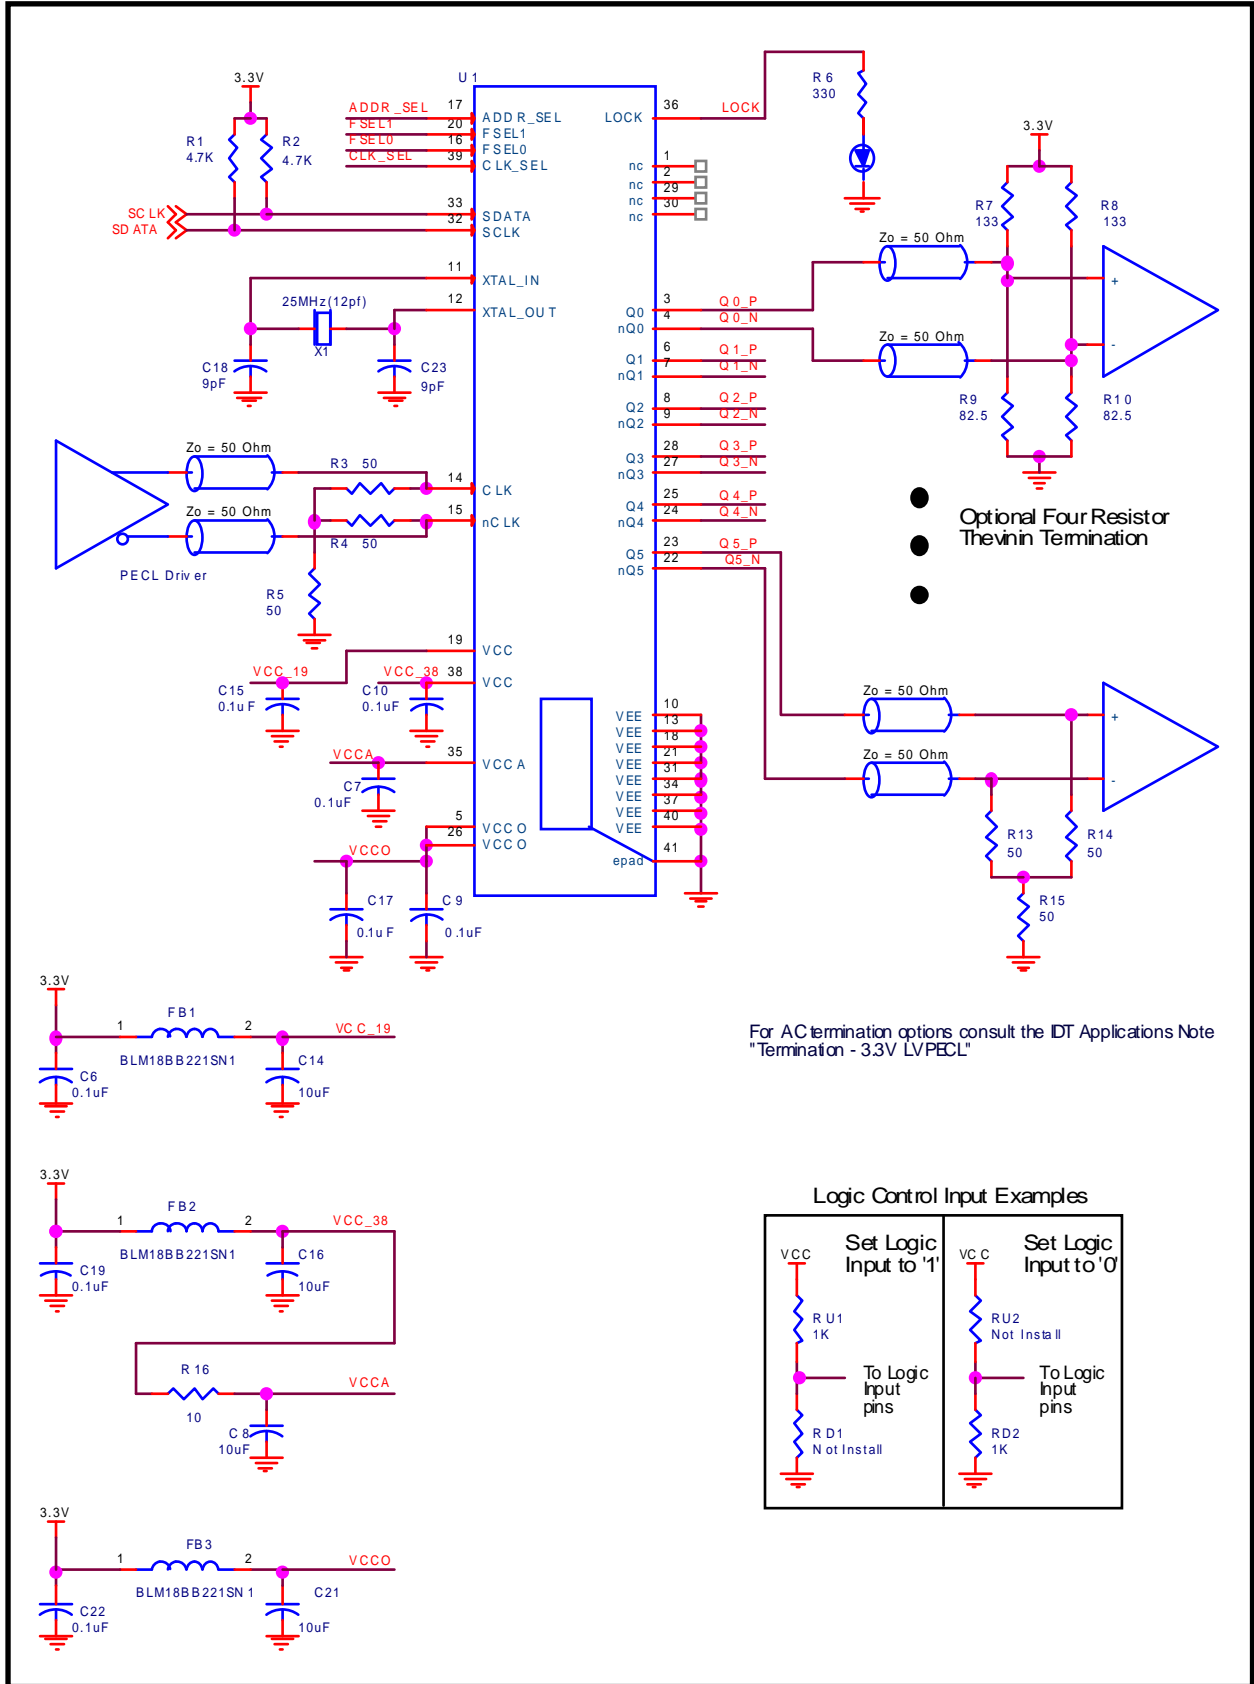 3.3V
R1
4.7K
R2
4.7K
ADDR_SEL
FSEL1
FSEL0
CLK_SEL
17
20
16
39
U1
ADDR_SEL
FSEL1
FSEL0
CLK_SEL
LOCK
36
LOCK
R6
330
nc
nc
nc
nc
1
2
29
30
SCLK
SDATA
33
32
SDATA
SCLK
11
12
XTAL_IN
XTAL_OUT
25MHz(12pf)
X1
C18
9pF
C23
9pF
Q0
nQ0
3
4
Q0_P
Q0_N
Q1
nQ1
6
7
Q1_P
Q1_N
Q2
nQ2
8
9
Q2_P
Q2_N
Q3
nQ3
28
27
Q3_P
Q3_N
Q4
nQ4
25
24
Q4_P
Q4_N
Q5
nQ5
23
22
Q5_P
Q5_N
Zo = 50 Ohm
Zo = 50 Ohm
3.3V
R7
133
R8
133
+
-
R9
82.5
R10
82.5
Optional Four Resistor
Thevinin Termination
Zo = 50 Ohm
Zo = 50 Ohm
PECL Driver
R3 50
R4 50
R5
50
14
15
CLK
nCLK
19
VCC
VCC_19
C15
0.1uF
VCC_38
38
VCC
C10
0.1uF
VCCA
35
VCCA
C7
0.1uF
5
26
VCCO
VCCO
VCCO
C17
0.1uF
C9
0.1uF
VEE
VEE
VEE
VEE
VEE
VEE
VEE
VEE
epad
10
13
18
21
31
34
37
40
41
Zo = 50 Ohm
Zo = 50 Ohm
+
-
R13
50
R14
50
R15
50
3.3V
FB1
1
2
BLM18BB221SN1
VCC_19
C6
0.1uF
C14
10uF
For AC termination options consult the IDT Applications Note
"Termination - 3.3V LVPECL"
3.3V
FB2
1
2
BLM18BB221SN1
VCC_38
C19
0.1uF
C16
10uF
R16
10
VCCA
C8
10uF
3.3V
FB3
1
2
BLM18BB221SN1
VCCO
C22
0.1uF
C21
10uF
Logic Control Input Examples
VCC
Set Logic
Input to '1'
RU1
1K
To Logic
Input
pins
RD1
Not Install
VCC
Set Logic
Input to '0'
RU2
Not Install
To Logic
Input
pins
RD2
1K